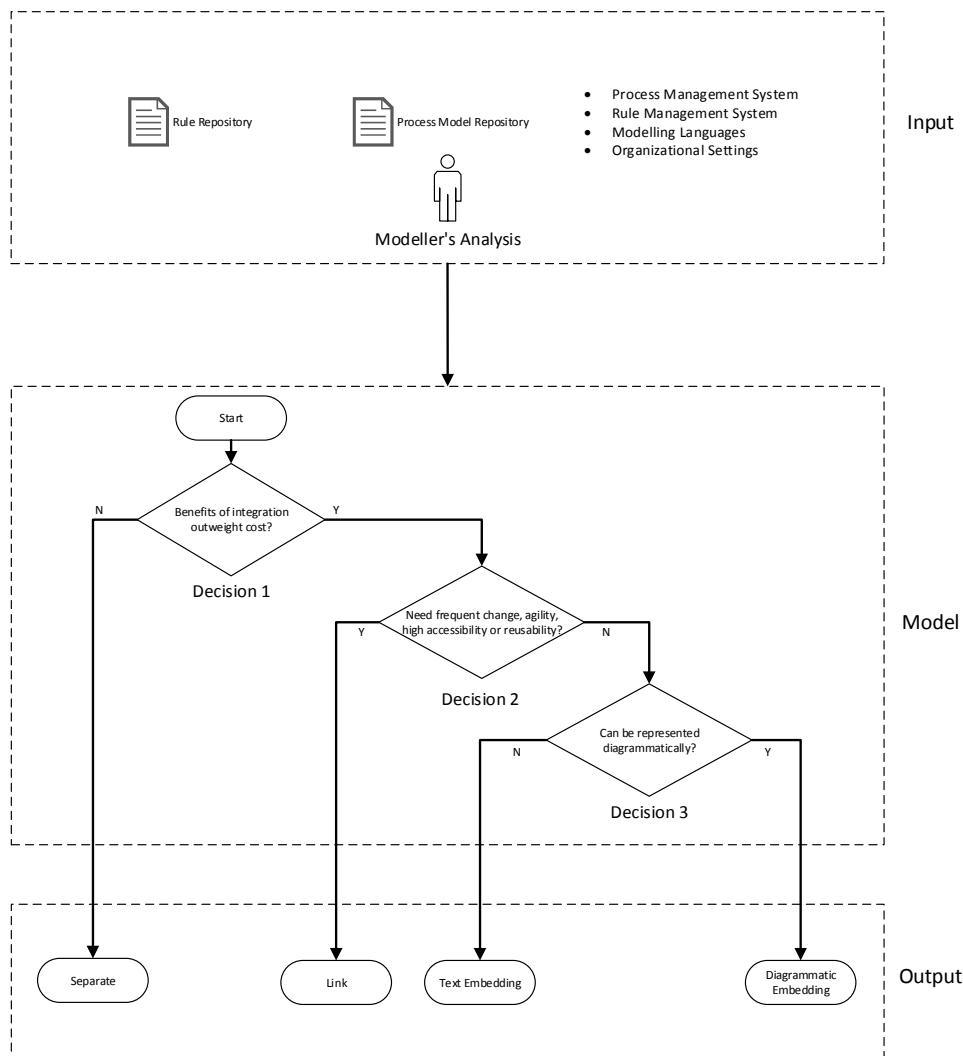 Rule Repository
Process Model Repository
• Process Management System
• Rule Management System
• Modelling Languages
• Organizational Settings
Input
Modeller's Analysis
Start
N
Benefits of integration
outweight cost?
Y
Decision 1
Need frequent change, agility,
high accessibility or reusability?
Y
N
Model
Decision 2
Can be represented
diagrammatically?
N
Y
Decision 3
Separate
Link
Text Embedding
Diagrammatic
Embedding
Output